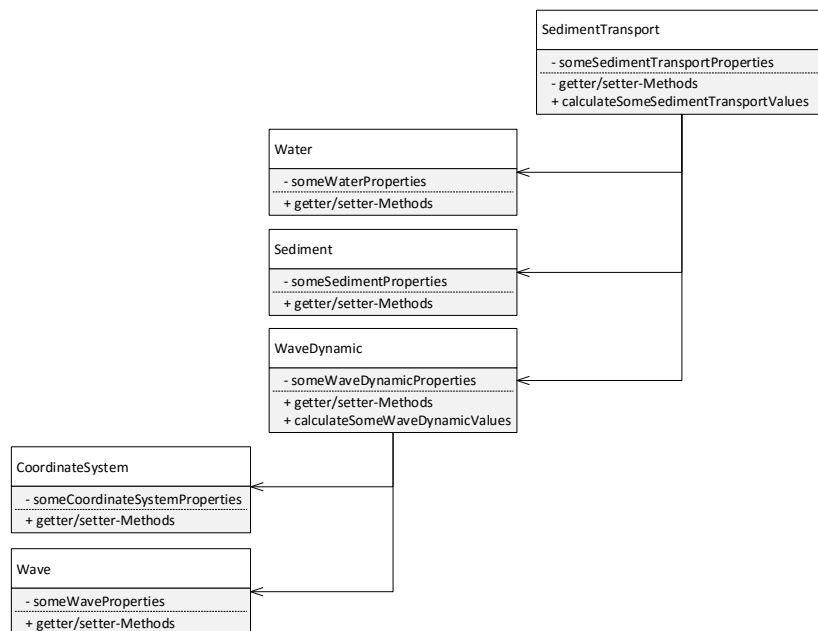 SedimentTransport
- someSedimentTransportProperties
- getter/setter-Methods
+ calculateSomeSedimentTransportValues
Water
- someWaterProperties
+ getter/setter-Methods
Sediment
- someSedimentProperties
+ getter/setter-Methods
WaveDynamic
- someWaveDynamicProperties
+ getter/setter-Methods
+ calculateSomeWaveDynamicValues
CoordinateSystem
- someCoordinateSystemProperties
+ getter/setter-Methods
Wave
- someWaveProperties
+ getter/setter-Methods